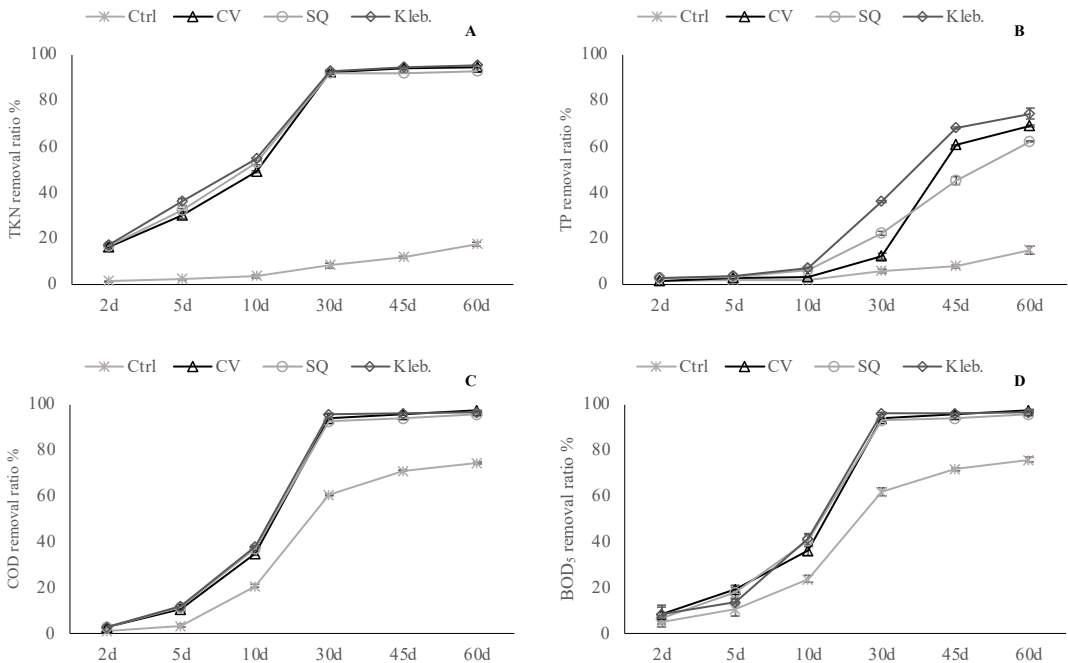 Ctrl CV SQ Kleb.
A
TKN removal ratio %
100
80
60
40
20
0
2d 5d 10d 30d 45d 60d
Ctrl CV SQ Kleb.
B
TP removal ratio %
100
80
60
40
20
0
2d 5d 10d 30d 45d 60d
Ctrl CV SQ Kleb.
C
COD removal ratio %
100
80
60
40
20
0
2d 5d 10d 30d 45d 60d
Ctrl CV SQ Kleb.
D
BOD₅ removal ratio %
100
80
60
40
20
0
2d 5d 10d 30d 45d 60d